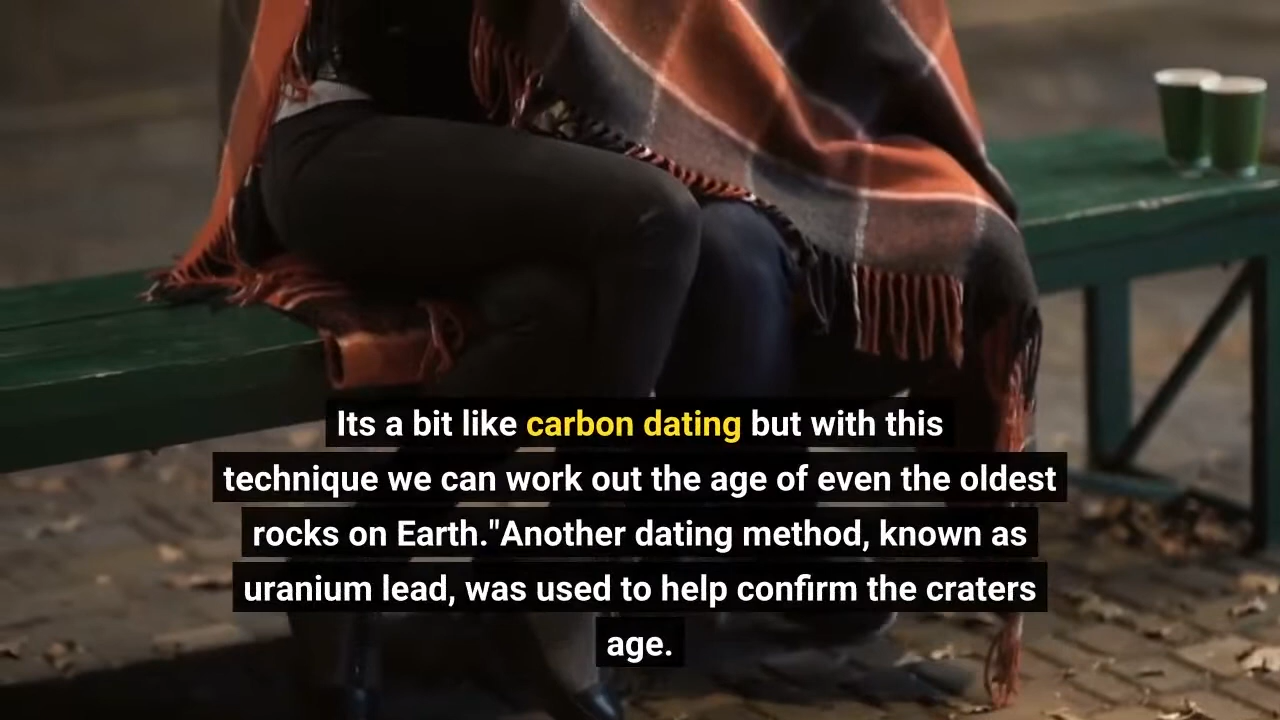 Its a bit like carbon dating but with this
technique we can work out the age of even the oldest
rocks on Earth."Another dating method, known as
uranium lead, was used to help confirm the craters
age.